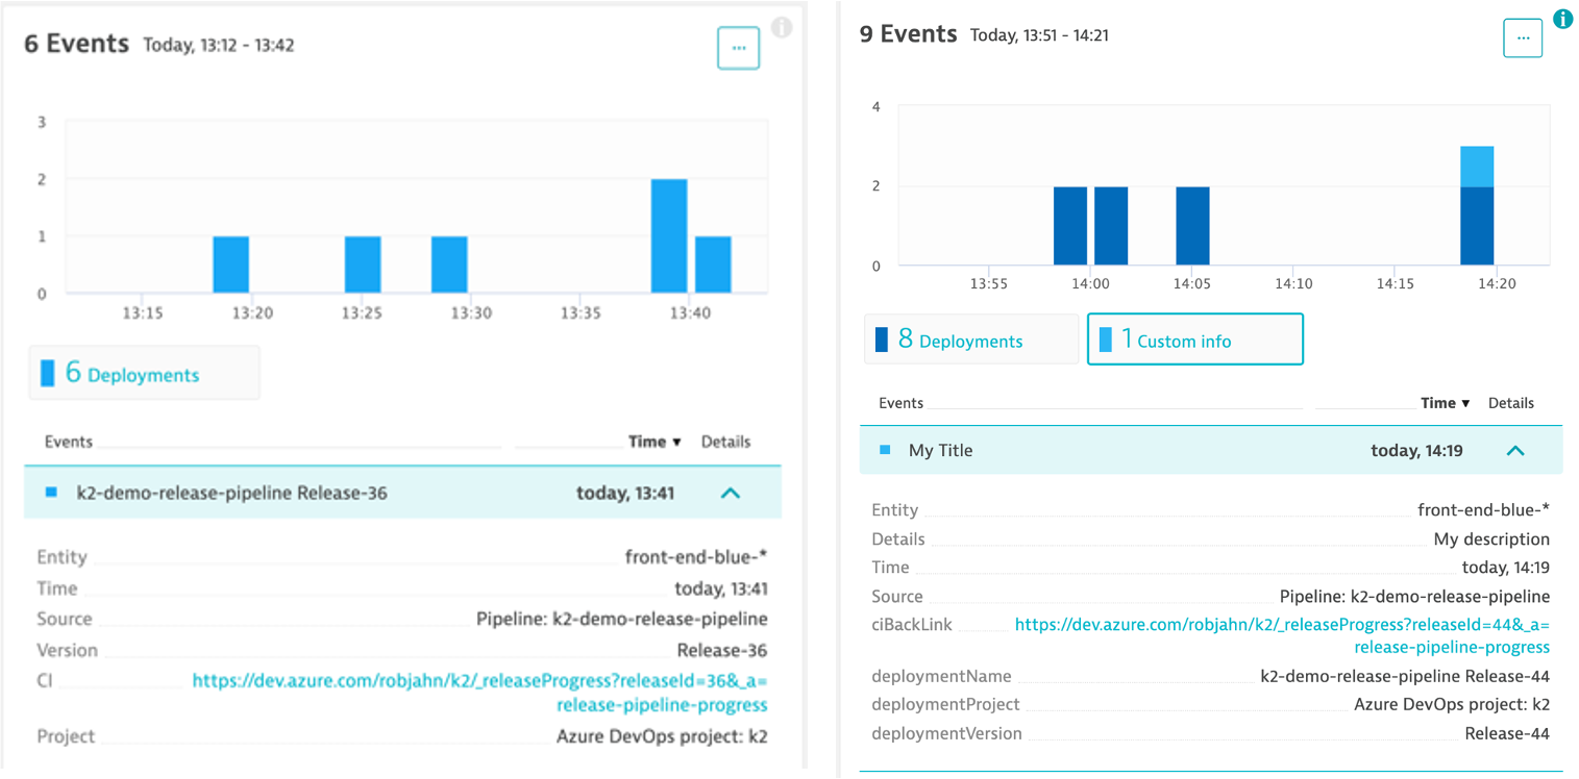 6 Events Today, 13:12 - 13:42
...
i
3
2
1
0
13:15 13:20 13:25 13:30 13:35 13:40
6 Deployments
Events Time ▼ Details
k2-demo-release-pipeline Release-36 today, 13:41
Entity front-end-blue-*
Time today, 13:41
Source Pipeline: k2-demo-release-pipeline
Version Release-36
CI https://dev.azure.com/robjahn/k2/_releaseProgress?releaseId=36&_a=
release-pipeline-progress
Project Azure DevOps project: k2
9 Events Today, 13:51 - 14:21
...
i
4
2
0
13:55 14:00 14:05 14:10 14:15 14:20
8 Deployments 1 Custom info
Events Time ▼ Details
My Title today, 14:19
Entity front-end-blue-*
Details My description
Time today, 14:19
Source Pipeline: k2-demo-release-pipeline
ciBackLink https://dev.azure.com/robjahn/k2/_releaseProgress?releaseId=44&_a=
release-pipeline-progress
deploymentName k2-demo-release-pipeline Release-44
deploymentProject Azure DevOps project: k2
deploymentVersion Release-44